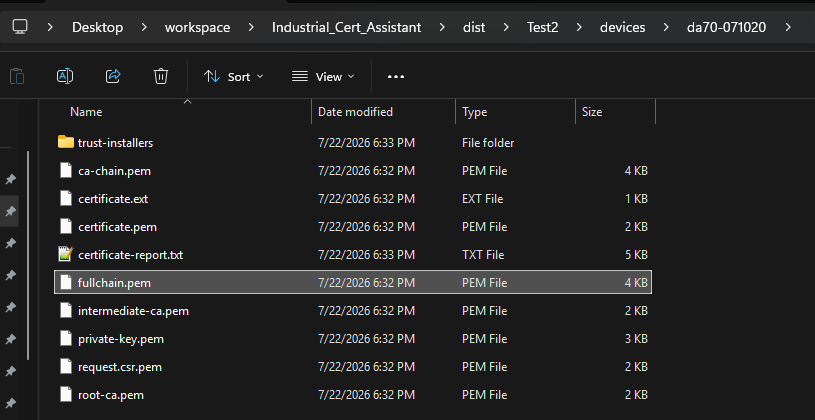 Desktop > workspace > Industrial_Cert_Assistant > dist > Test2 > devices > da70-071020 >
Sort View ...
Name Date modified Type Size
trust-installers 7/22/2026 6:33 PM File folder
ca-chain.pem 7/22/2026 6:32 PM PEM File 4 KB
certificate.ext 7/22/2026 6:32 PM EXT File 1 KB
certificate.pem 7/22/2026 6:32 PM PEM File 2 KB
certificate-report.txt 7/22/2026 6:33 PM TXT File 5 KB
fullchain.pem 7/22/2026 6:32 PM PEM File 4 KB
intermediate-ca.pem 7/22/2026 6:32 PM PEM File 2 KB
private-key.pem 7/22/2026 6:32 PM PEM File 3 KB
request.csr.pem 7/22/2026 6:32 PM PEM File 2 KB
root-ca.pem 7/22/2026 6:32 PM PEM File 2 KB